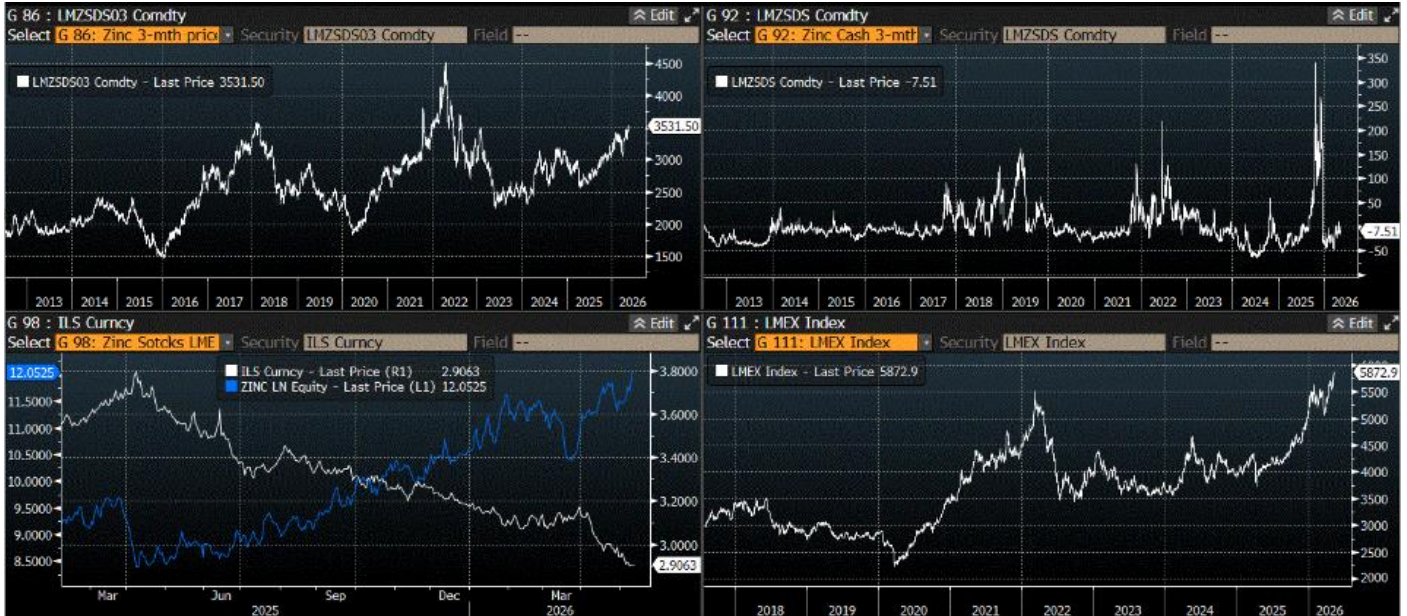 G 86 : LMZSDS03 Comdty
Edit
Select G 86: Zinc 3-mth price Security LMZSDS03 Comdty Field --
LMZSDS03 Comdty - Last Price 3531.50
4500
4000
3531.50
3000
2500
2000
1500
2013 2014 2015 2016 2017 2018 2019 2020 2021 2022 2023 2024 2025 2026
G 92 : LMZSDS Comdty
Edit
Select G 92: Zinc Cash 3-mth Security LMZSDS Comdty Field --
LMZSDS Comdty - Last Price -7.51
350
300
250
200
150
100
50
-7.51
-50
2013 2014 2015 2016 2017 2018 2019 2020 2021 2022 2023 2024 2025 2026
G 98 : ILS Curncy
Edit
Select G 98: Zinc Sotcks LME Security ILS Curncy Field --
ILS Curncy - Last Price (R1) 2.9063
ZINC LN Equity - Last Price (L1) 12.0525
12.0525
11.5000
11.0000
10.5000
10.0000
9.5000
9.0000
8.5000
3.8000
3.6000
3.4000
3.2000
3.0000
2.9063
Mar Jun Sep Dec Mar
2025 2026
G 111 : LMEX Index
Edit
Select G 111: LMEX Index Security LMEX Index Field --
LMEX Index - Last Price 5872.9
5872.9
5500
5000
4500
4000
3500
3000
2500
2000
2018 2019 2020 2021 2022 2023 2024 2025 2026